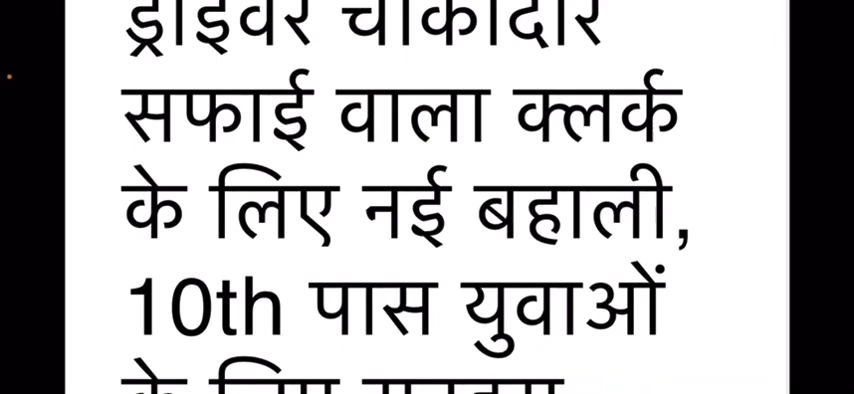 ड्राइवर चौकीदार
सफाई वाला क्लर्क
के लिए नई बहाली,
10th पास युवाओं
के लिए